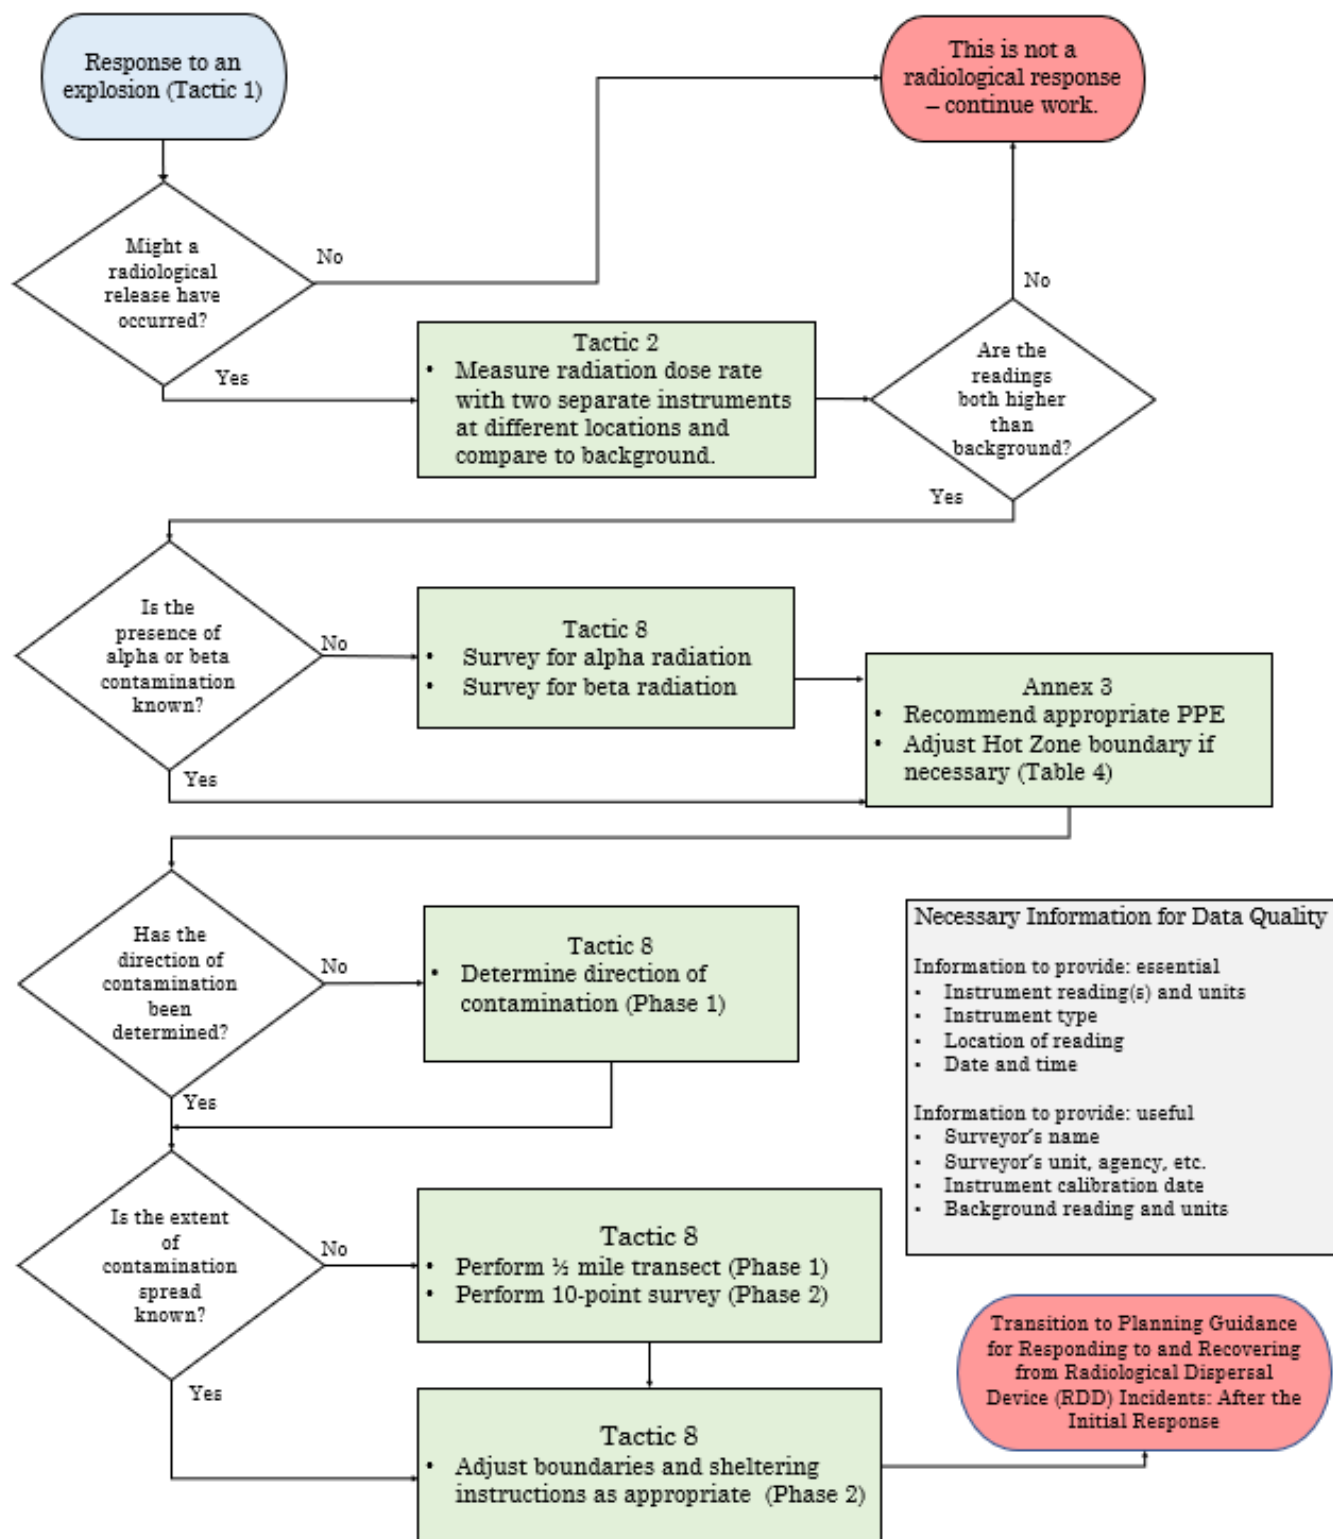 Response to an
explosion (Tactic 1)
This is not a
radiological response
– continue work.
Might a
radiological
release have
occurred?
No
Yes
Tactic 2
• Measure radiation dose rate
with two separate instruments
at different locations and
compare to background.
Are the
readings
both higher
than
background?
No
Yes
Is the
presence of
alpha or beta
contamination
known?
No
Yes
Tactic 8
• Survey for alpha radiation
• Survey for beta radiation
Annex 3
• Recommend appropriate PPE
• Adjust Hot Zone boundary if
necessary (Table 4)
Has the
direction of
contamination
been
determined?
No
Yes
Tactic 8
• Determine direction of
contamination (Phase 1)
Necessary Information for Data Quality
Information to provide: essential
• Instrument reading(s) and units
• Instrument type
• Location of reading
• Date and time
Information to provide: useful
• Surveyor's name
• Surveyor's unit, agency, etc.
• Instrument calibration date
• Background reading and units
Is the extent
of
contamination
spread
known?
No
Yes
Tactic 8
• Perform ½ mile transect (Phase 1)
• Perform 10-point survey (Phase 2)
Tactic 8
• Adjust boundaries and sheltering
instructions as appropriate (Phase 2)
Transition to Planning Guidance
for Responding to and Recovering
from Radiological Dispersal
Device (RDD) Incidents: After the
Initial Response